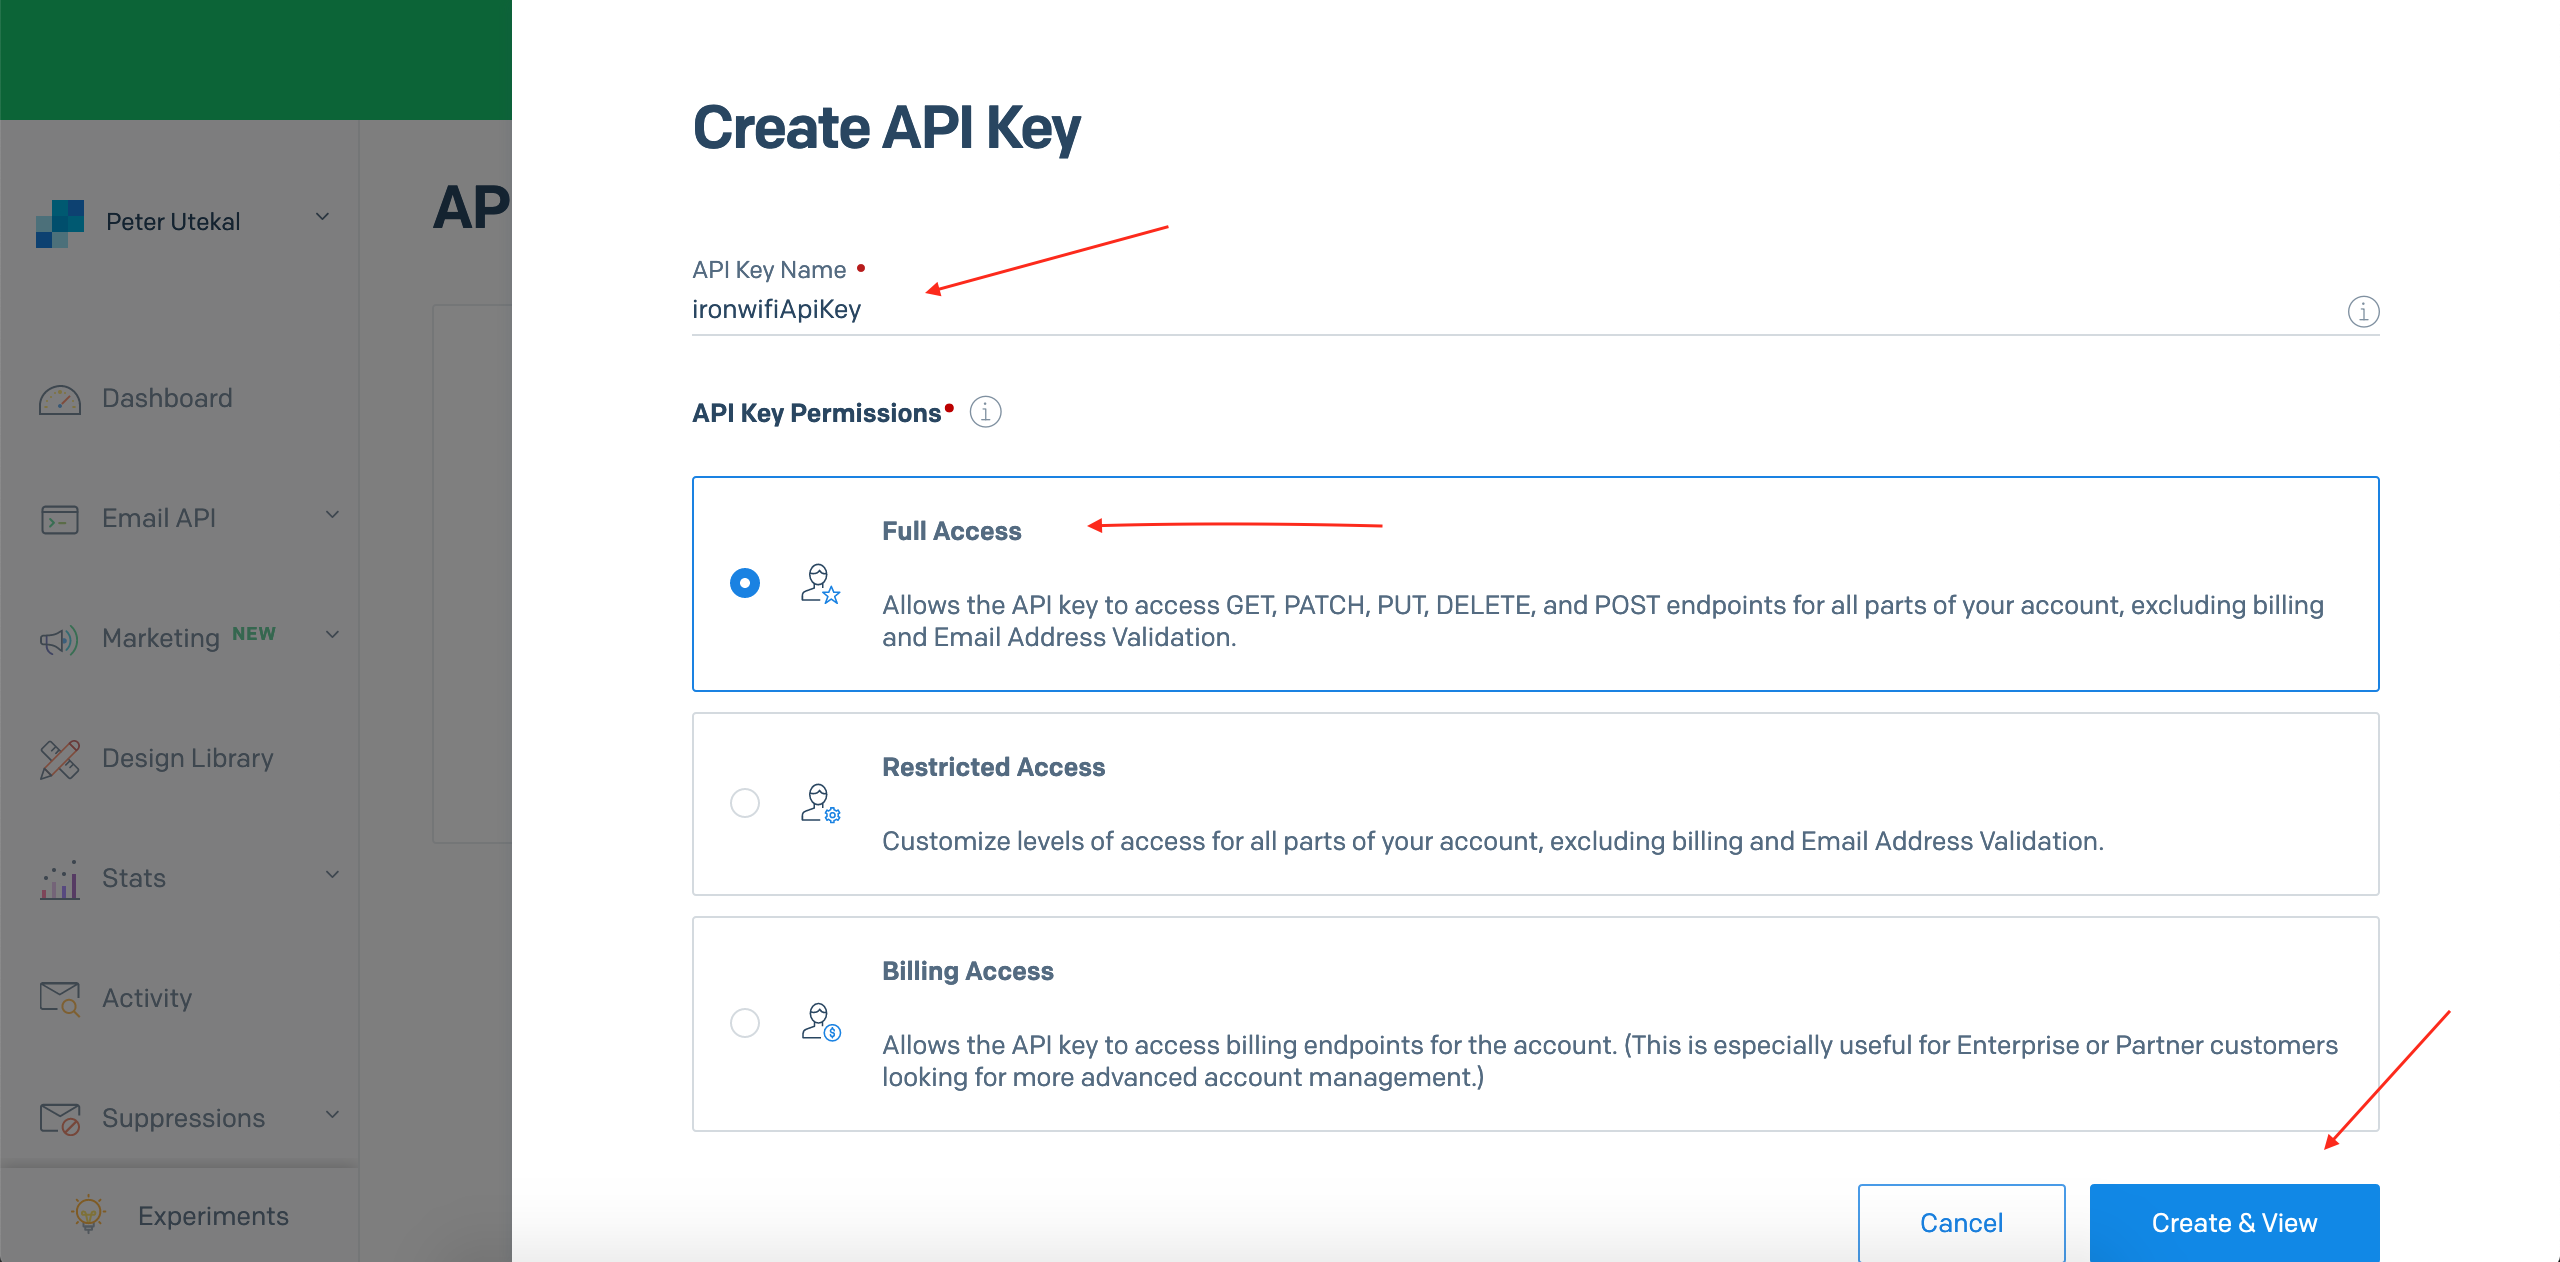 Peter Utekal
Dashboard
Email API
Marketing NEW
Design Library
Stats
Activity
Suppressions
Experiments
AP
Create API Key
API Key Name
ironwifiApiKey
API Key Permissions
Full Access
Allows the API key to access GET, PATCH, PUT, DELETE, and POST endpoints for all parts of your account, excluding billing
and Email Address Validation.
Restricted Access
Customize levels of access for all parts of your account, excluding billing and Email Address Validation.
Billing Access
Allows the API key to access billing endpoints for the account. (This is especially useful for Enterprise or Partner customers
looking for more advanced account management.)
Cancel
Create & View